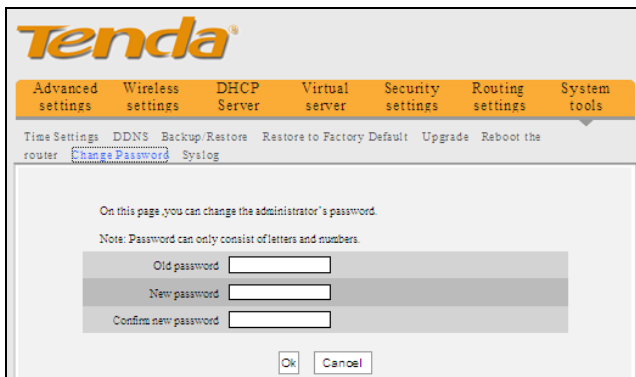 Tenda
Advanced settings Wireless settings DHCP Server Virtual server Security settings Routing settings System tools
Time Settings DDNS Backup/Restore Restore to Factory Default Upgrade Reboot the
router Change Password Syslog
On this page ,you can change the administrator's password.
Note: Password can only consist of letters and numbers.
Old password
New password
Confirm new password
Ok Cancel